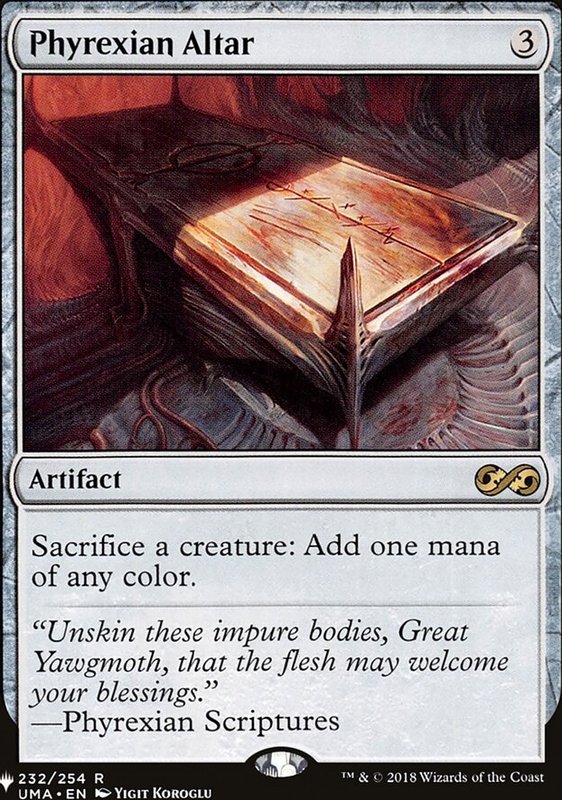 Phyrexian Altar 3
Artifact
Sacrifice a creature: Add one mana
of any color.
“Unskin these impure bodies, Great
Yawgmoth, that the flesh may welcome
your blessings.”
—Phyrexian Scriptures
232/254 R
UMA • EN Yigit Koroglu
™ & © 2018 Wizards of the Coast